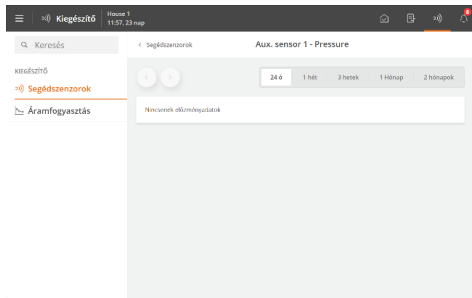 Kiegészítő
House 1
11:57, 23 nap
8
Keresés
Segédszenzorok
Aux. sensor 1 - Pressure
KIEGÉSZÍTŐ
Segédszenzorok
Áramfogyasztás
24 ó
1 hét
3 hetek
1 Hónap
2 hónapok
Nincsenek előzményadatok